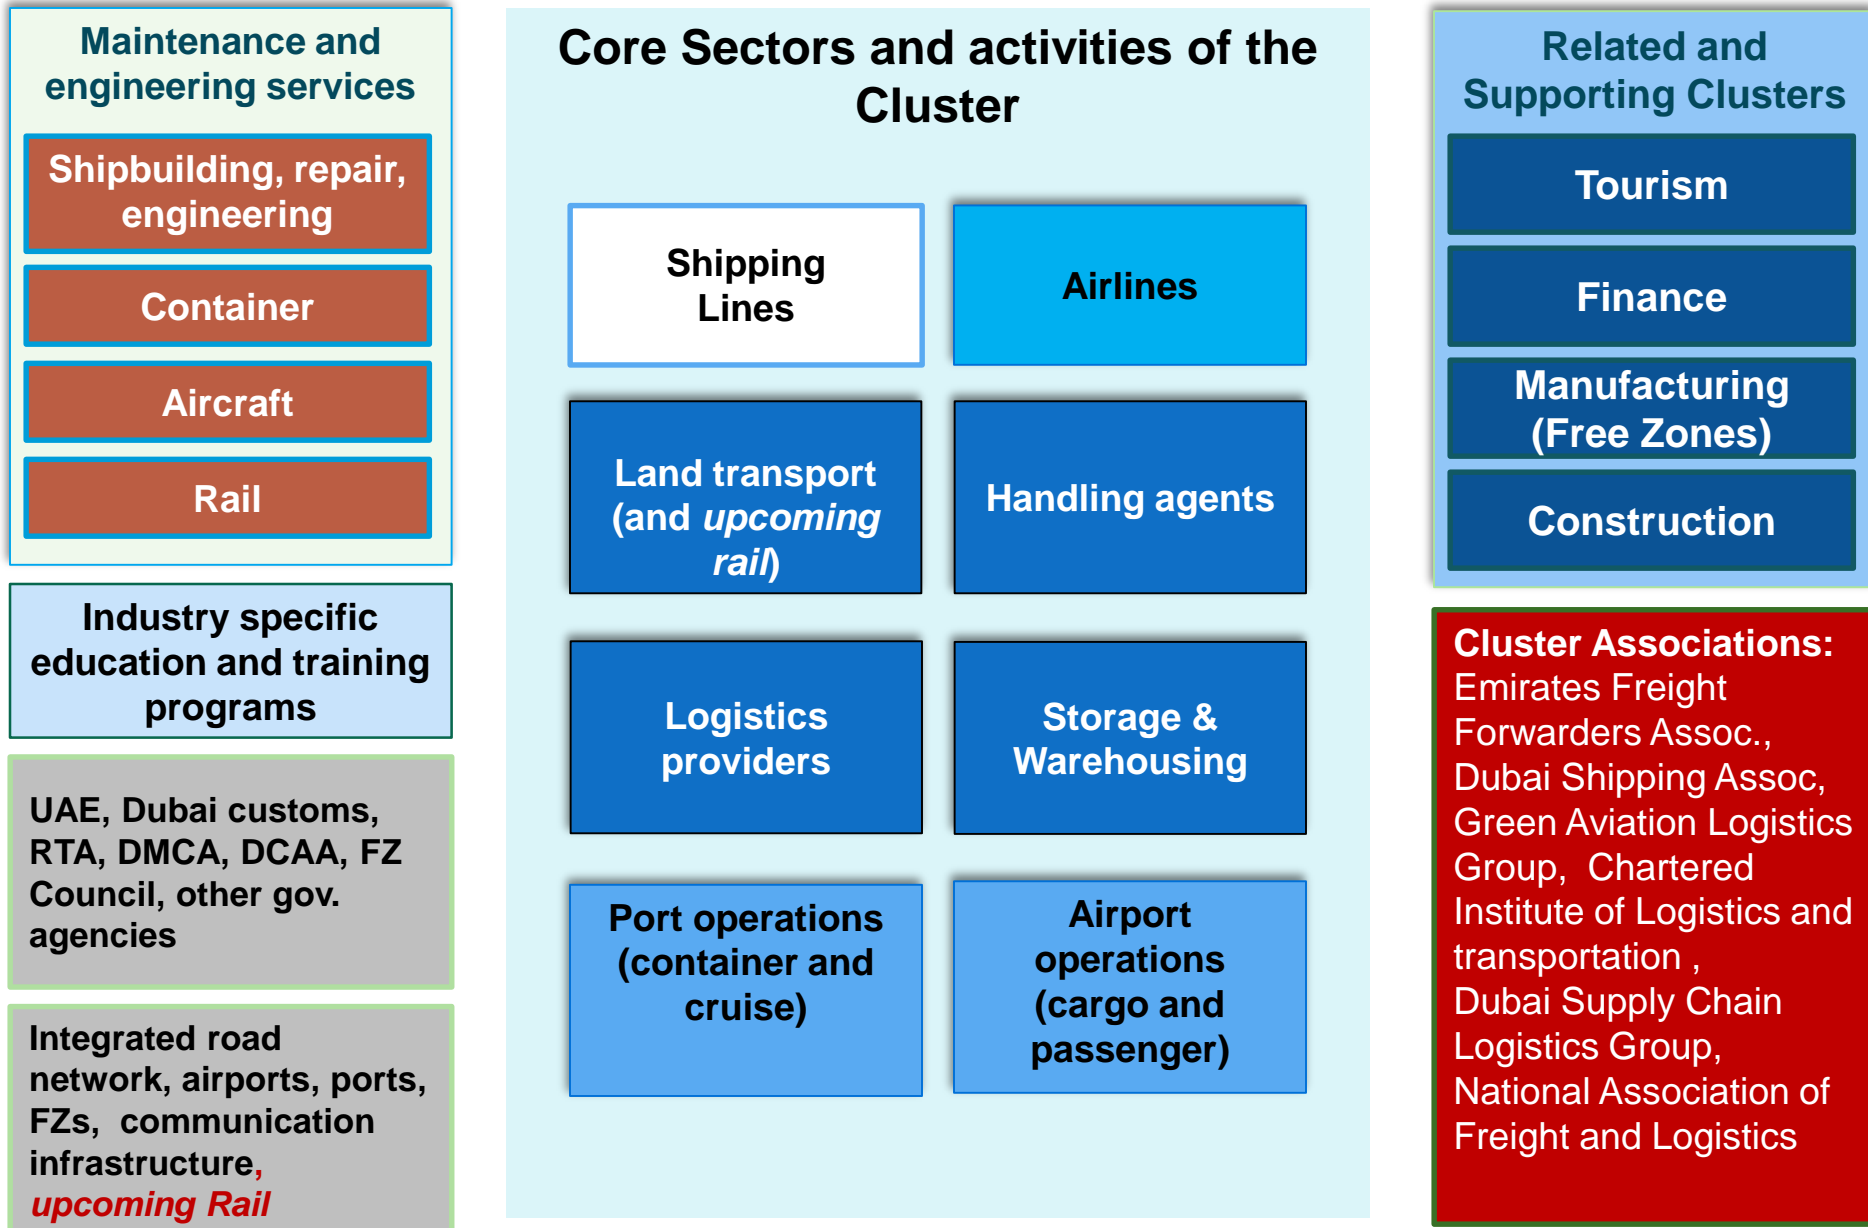 Maintenance and
engineering services
Shipbuilding, repair,
engineering
Container
Aircraft
Rail
Industry specific
education and training
programs
UAE, Dubai customs,
RTA, DMCA, DCAA, FZ
Council, other gov.
agencies
Integrated road
network, airports, ports,
FZs, communication
infrastructure,
upcoming Rail
Core Sectors and activities of the
Cluster
Shipping
Lines
Airlines
Land transport
(and upcoming
rail)
Handling agents
Logistics
providers
Storage &
Warehousing
Port operations
(container and
cruise)
Airport
operations
(cargo and
passenger)
Related and
Supporting Clusters
Tourism
Finance
Manufacturing
(Free Zones)
Construction
Cluster Associations:
Emirates Freight
Forwarders Assoc.,
Dubai Shipping Assoc,
Green Aviation Logistics
Group, Chartered
Institute of Logistics and
transportation ,
Dubai Supply Chain
Logistics Group,
National Association of
Freight and Logistics